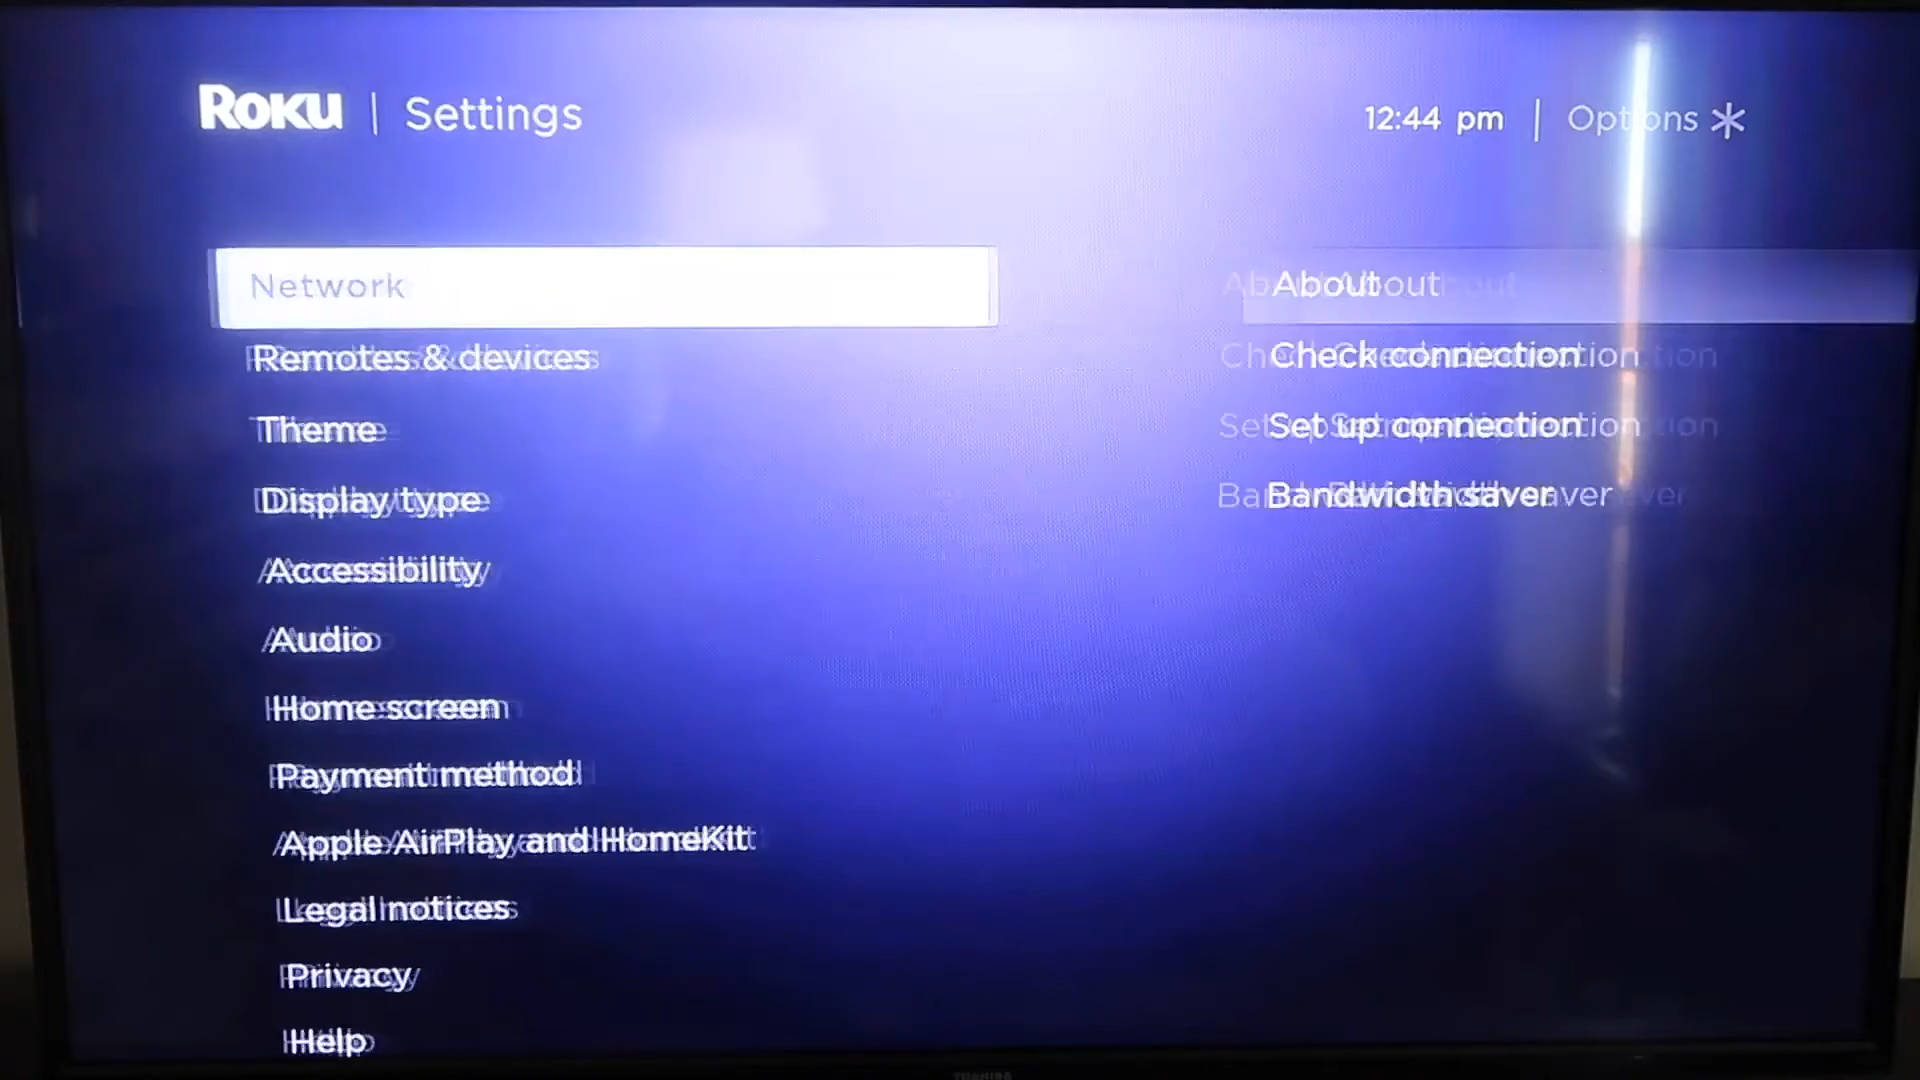 Roku | Settings
12:44 pm | Options *
Network
Remotes & devices
Theme
Display type
Accessibility
Audio
Home screen
Payment method
Apple AirPlay and HomeKit
Legal notices
Privacy
Help
About
Check connection
Set up connection
Bandwidth saver
TOSHIBA